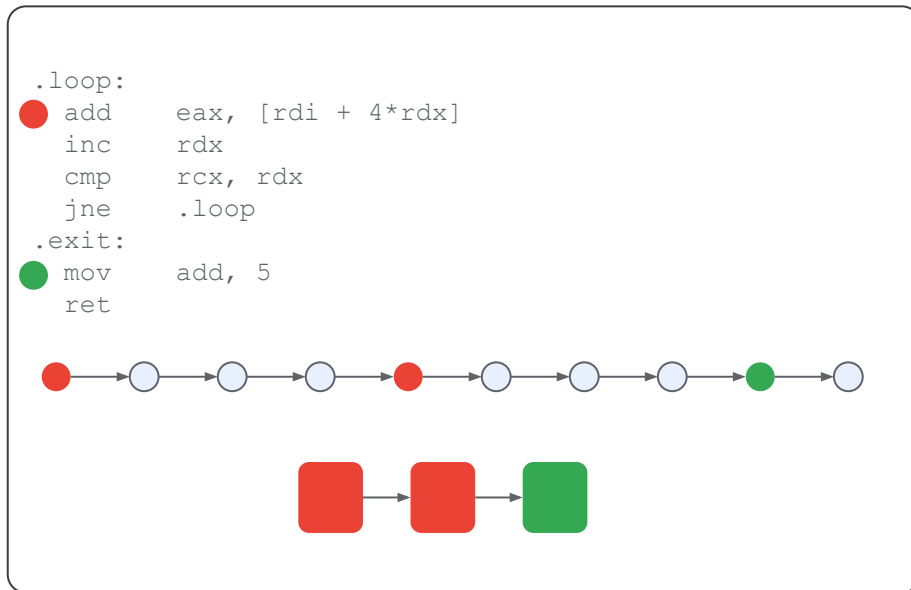 .loop:
add eax, [rdi + 4*rdx]
inc rdx
cmp rcx, rdx
jne .loop
.exit:
mov add, 5
ret